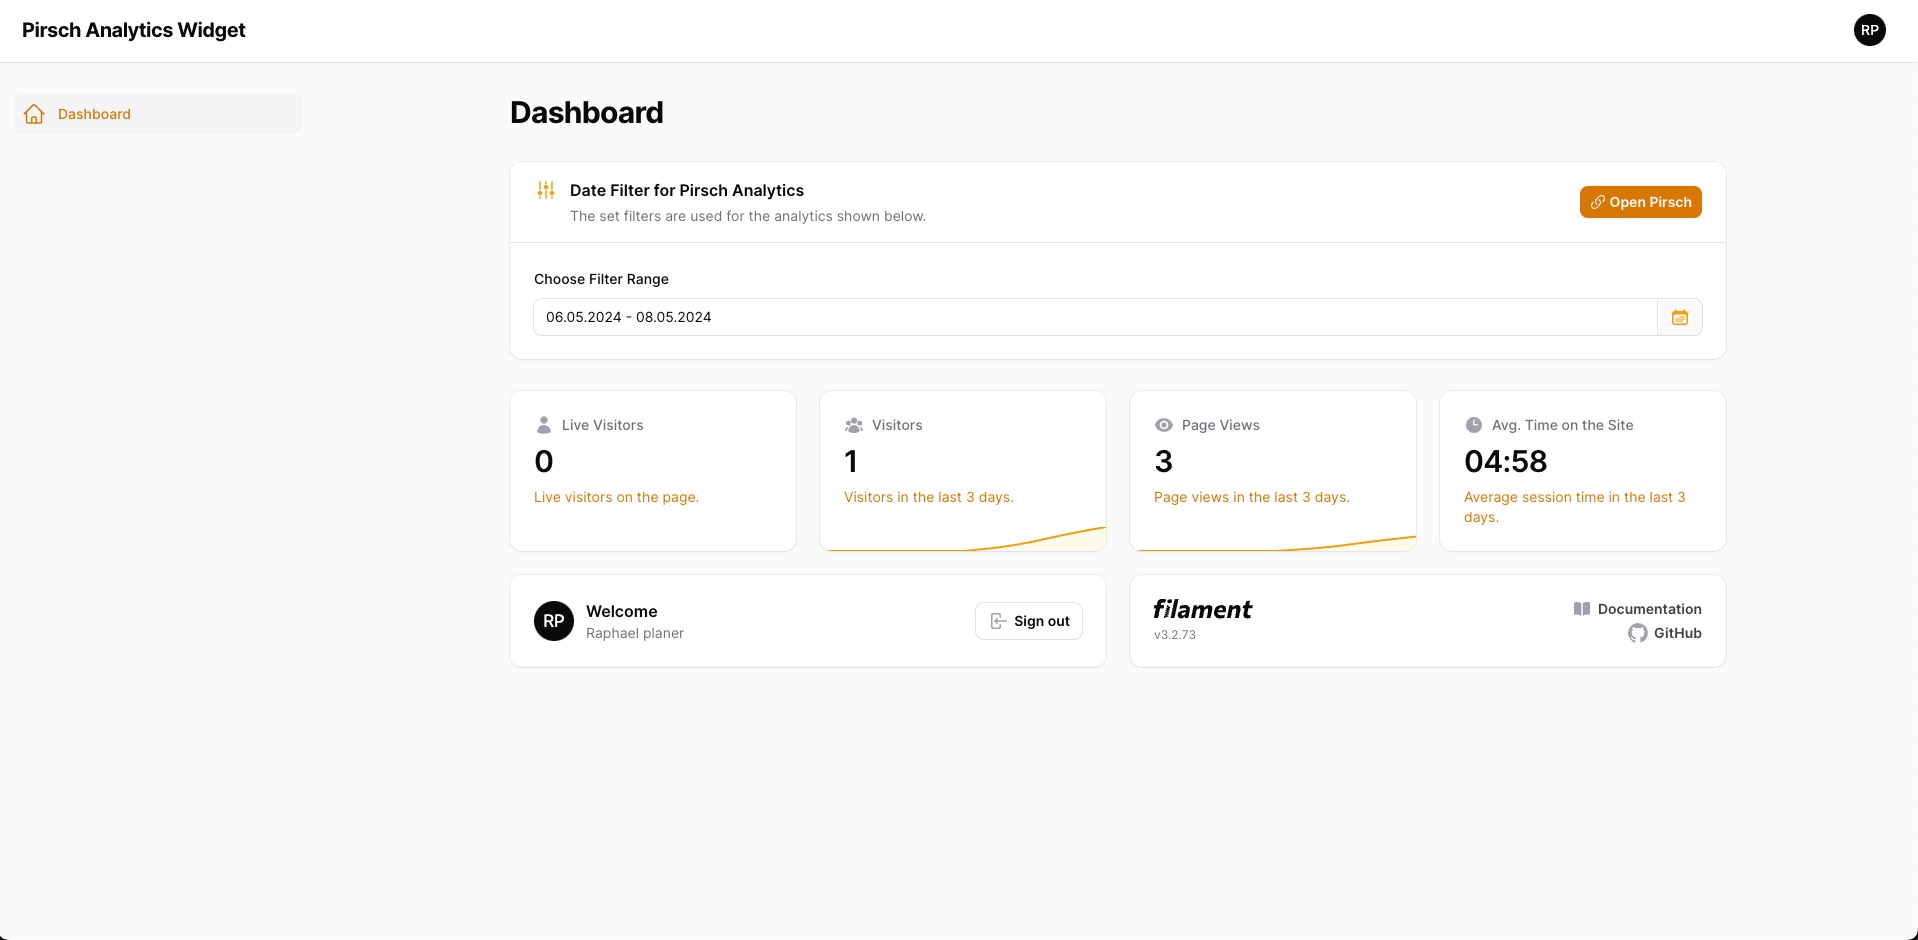 Pirsch Analytics Widget
RP
Dashboard
Dashboard
Date Filter for Pirsch Analytics
The set filters are used for the analytics shown below.
Open Pirsch
Choose Filter Range
06.05.2024 - 08.05.2024
Live Visitors
0
Live visitors on the page.
Visitors
1
Visitors in the last 3 days.
Page Views
3
Page views in the last 3 days.
Avg. Time on the Site
04:58
Average session time in the last 3
days.
RP
Welcome
Raphael planer
Sign out
filament
v3.2.73
Documentation
GitHub